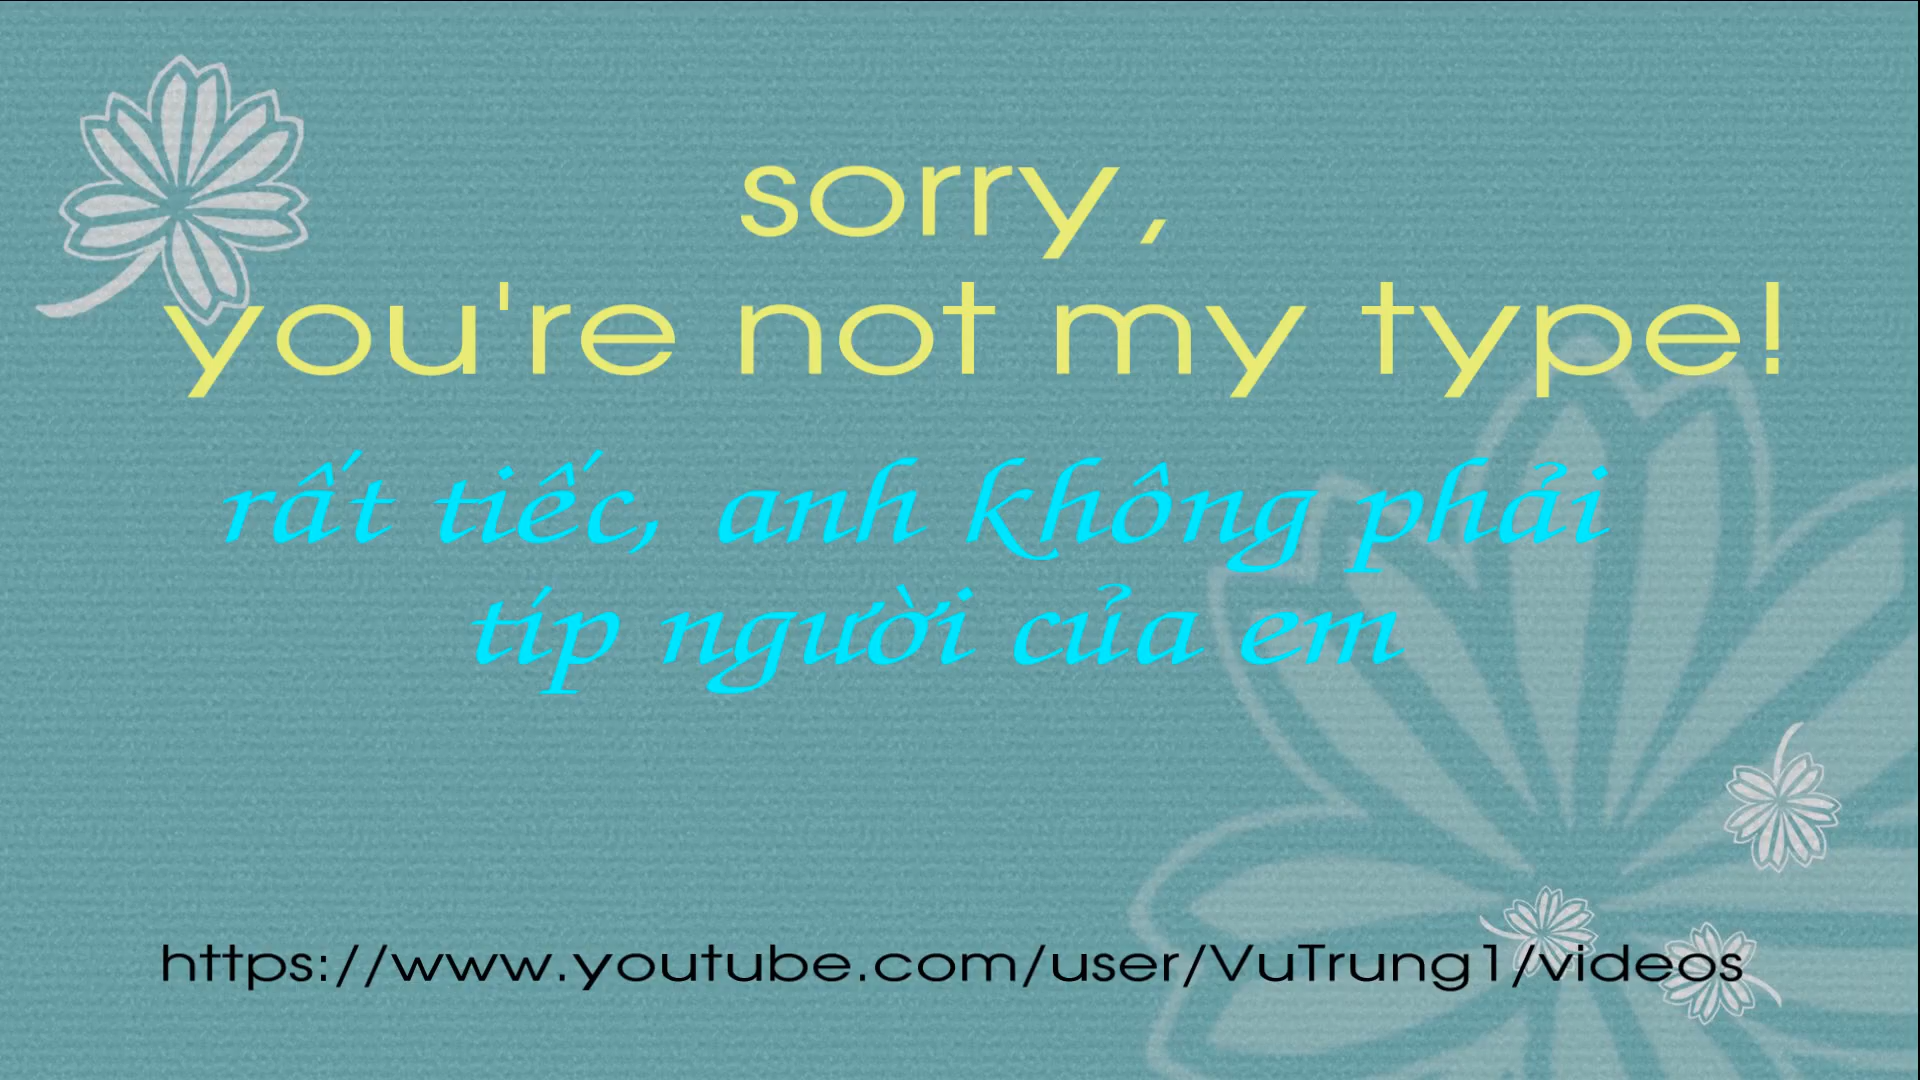 sorry,
you're not my type!
rất tiếc, anh không phải
típ người của em
https://www.youtube.com/user/VuTrung1/videos